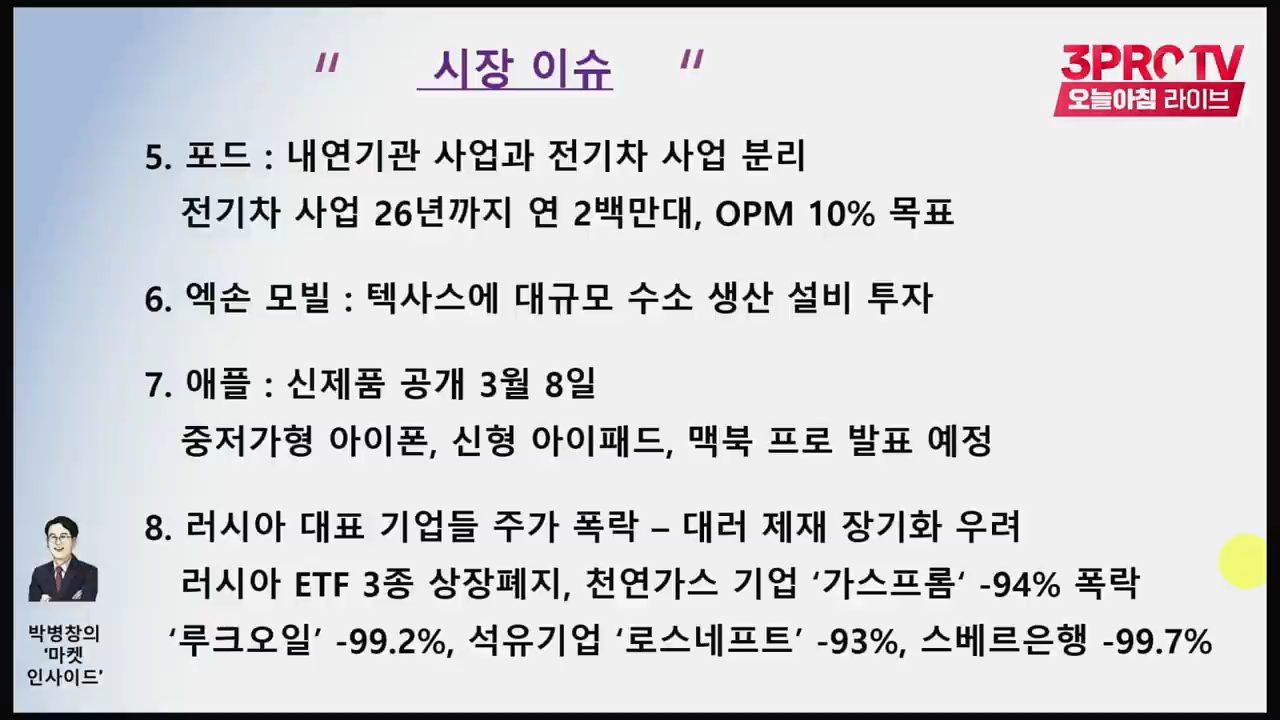 " 시장 이슈 "
3PROTV
오늘아침 라이브
5. 포드 : 내연기관 사업과 전기차 사업 분리
전기차 사업 26년까지 연 2백만대, OPM 10% 목표
6. 엑손 모빌 : 텍사스에 대규모 수소 생산 설비 투자
7. 애플 : 신제품 공개 3월 8일
중저가형 아이폰, 신형 아이패드, 맥북 프로 발표 예정
8. 러시아 대표 기업들 주가 폭락 – 대러 제재 장기화 우려
러시아 ETF 3종 상장폐지, 천연가스 기업 ‘가스프롬‘ -94% 폭락
‘루크오일’ -99.2%, 석유기업 ‘로스네프트’ -93%, 스베르은행 -99.7%
박병창의
‘마켓
인사이드’